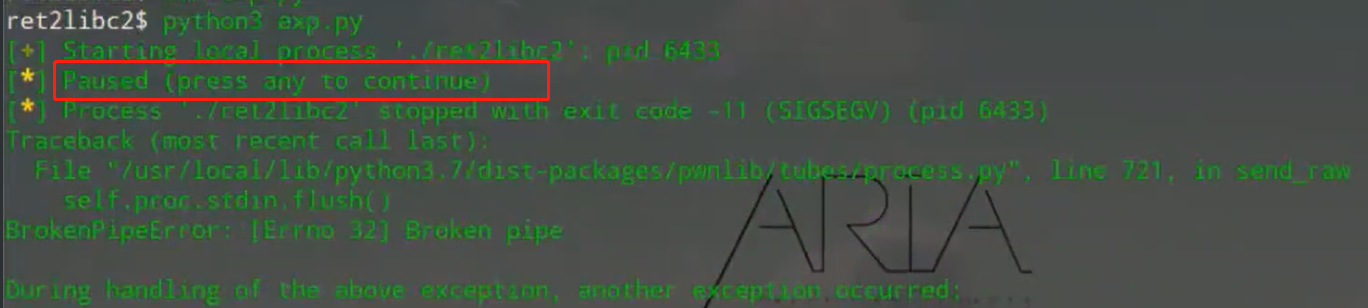 ret2libc2$ python3 exp.py
[+] Starting local process './ret2libc2': pid 6433
[*] Paused (press any to continue)
[*] Process './ret2libc2' stopped with exit code -11 (SIGSEGV) (pid 6433)
Traceback (most recent call last):
File "/usr/local/lib/python3.7/dist-packages/pwnlib/tubes/process.py", line 721, in send_raw
self.proc.stdin.flush()
BrokenPipeError: [Errno 32] Broken pipe
ARIA
During handling of the above exception, another exception occurred: